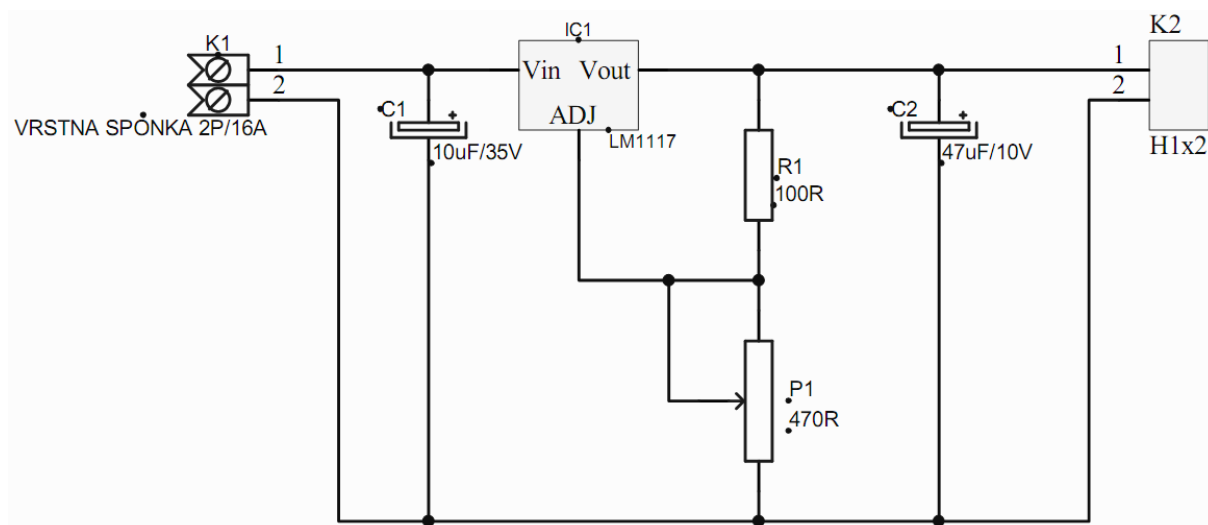 IC1
K1
1
2
VRSTNA SPONKA 2P/16A
C1
10uF/35V
Vin Vout
ADJ
LM1117
R1
100R
P1
470R
C2
47uF/10V
K2
1
2
H1x2